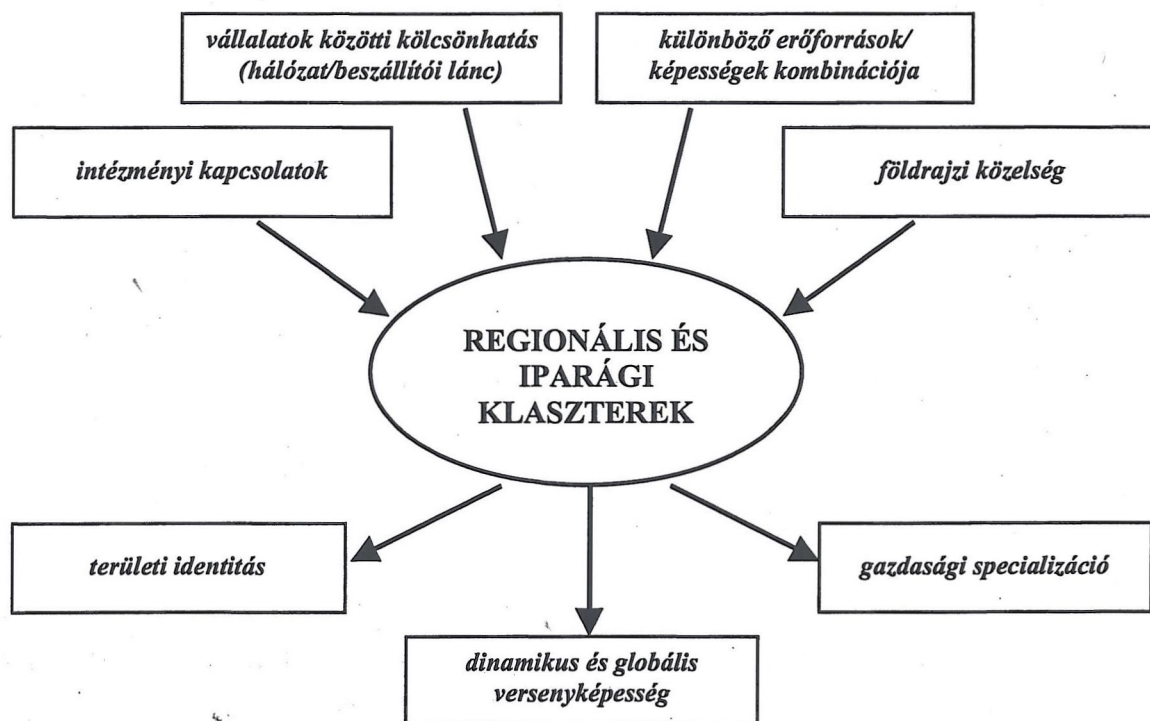 vállalatok közötti kölcsönhatás
(hálózat/beszállítói lánc)
különböző erőforrások/
képességek kombinációja
intézményi kapcsolatok
földrajzi közelség
REGIONÁLIS ÉS
IPARÁGI
KLASZTEREK
területi identitás
gazdasági specializáció
dinamikus és globális
versenyképesség